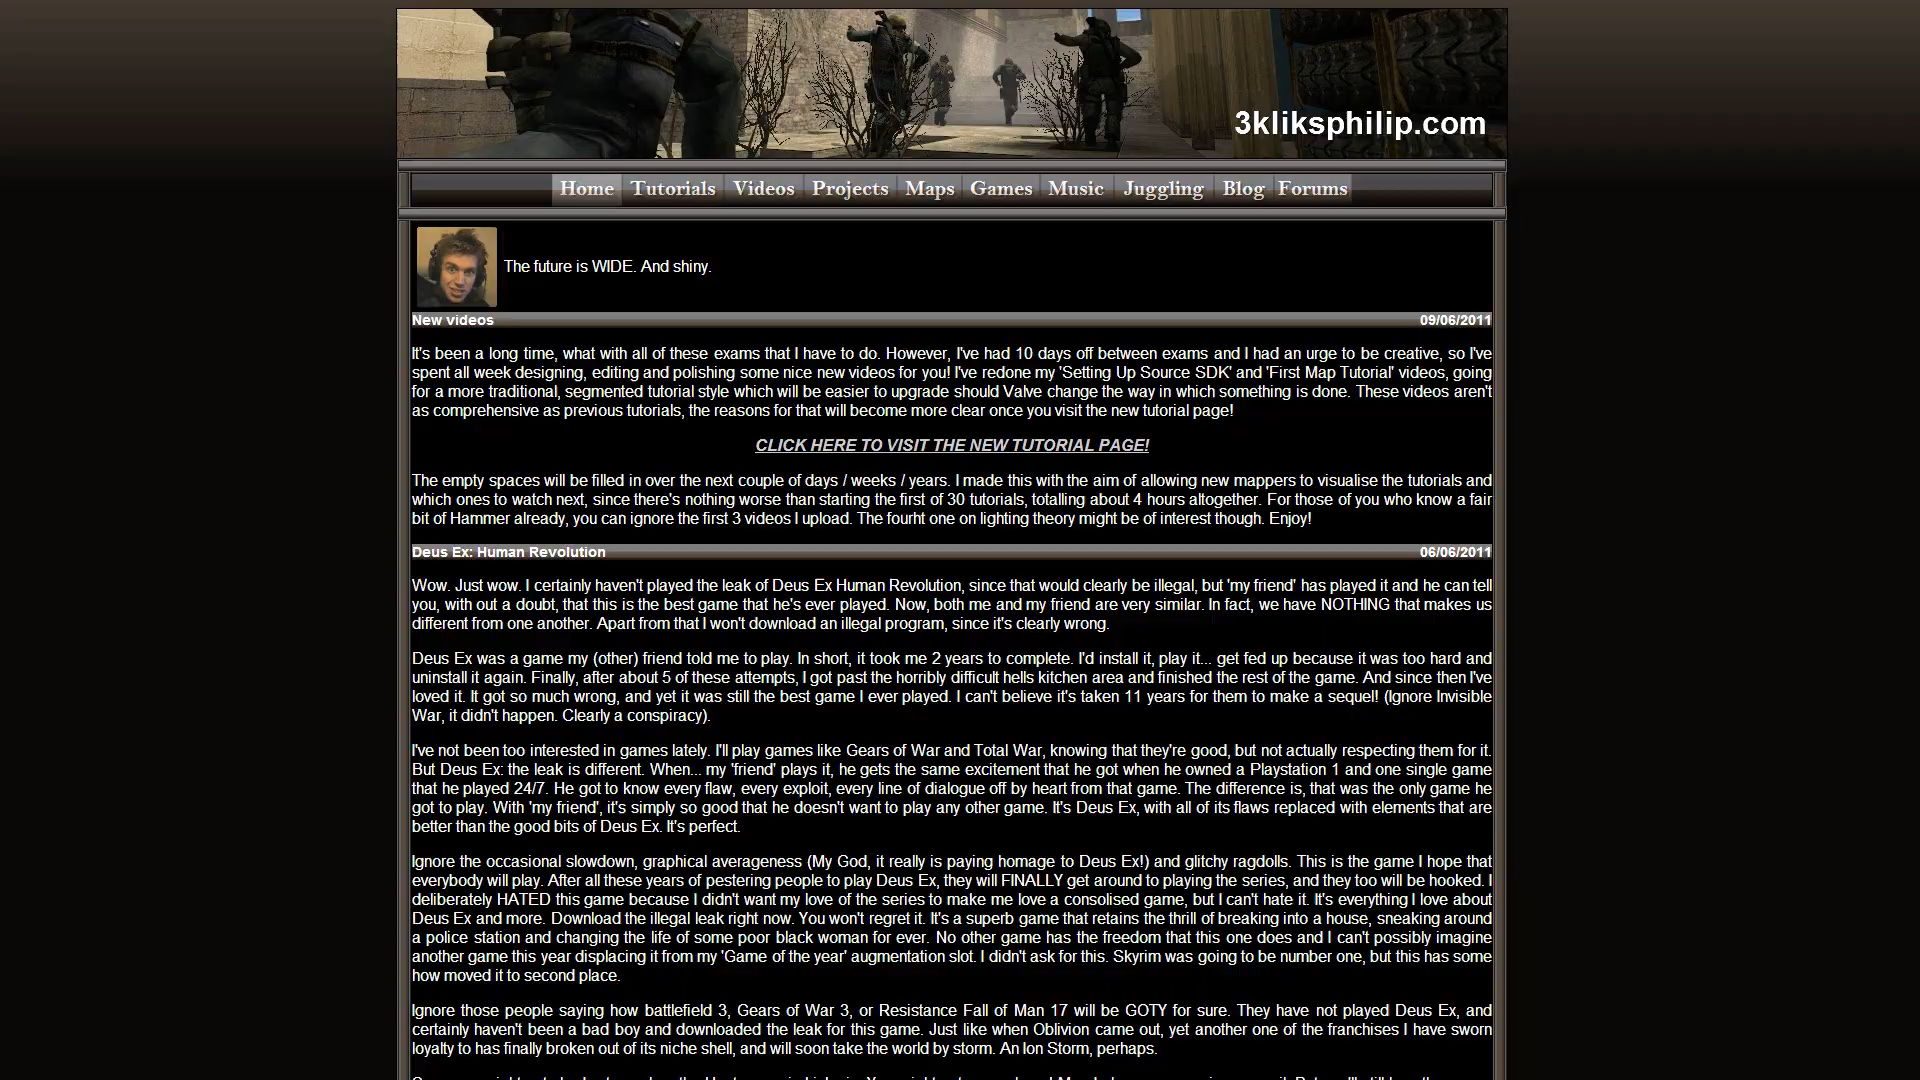 3kliksphilip.com
Home Tutorials Videos Projects Maps Games Music Juggling Blog Forums
The future is WIDE. And shiny.
New videos 09/06/2011
It's been a long time, what with all of these exams that I have to do. However, I've had 10 days off between exams and I had an urge to be creative, so I've
spent all week designing, editing and polishing some nice new videos for you! I've redone my 'Setting Up Source SDK' and 'First Map Tutorial' videos, going
for a more traditional, segmented tutorial style which will be easier to upgrade should Valve change the way in which something is done. These videos aren't
as comprehensive as previous tutorials, the reasons for that will become more clear once you visit the new tutorial page!
CLICK HERE TO VISIT THE NEW TUTORIAL PAGE!
The empty spaces will be filled in over the next couple of days / weeks / years. I made this with the aim of allowing new mappers to visualise the tutorials and
which ones to watch next, since there's nothing worse than starting the first of 30 tutorials, totalling about 4 hours altogether. For those of you who know a fair
bit of Hammer already, you can ignore the first 3 videos I upload. The fourht one on lighting theory might be of interest though. Enjoy!
Deus Ex: Human Revolution 06/06/2011
Wow. Just wow. I certainly haven't played the leak of Deus Ex Human Revolution, since that would clearly be illegal, but 'my friend' has played it and he can tell
you, with out a doubt, that this is the best game that he's ever played. Now, both me and my friend are very similar. In fact, we have NOTHING that makes us
different from one another. Apart from that I won't download an illegal program, since it's clearly wrong.
Deus Ex was a game my (other) friend told me to play. In short, it took me 2 years to complete. I'd install it, play it... get fed up because it was too hard and
uninstall it again. Finally, after about 5 of these attempts, I got past the horribly difficult hells kitchen area and finished the rest of the game. And since then I've
loved it. It got so much wrong, and yet it was still the best game I ever played. I can't believe it's taken 11 years for them to make a sequel! (Ignore Invisible
War, it didn't happen. Clearly a conspiracy).
I've not been too interested in games lately. I'll play games like Gears of War and Total War, knowing that they're good, but not actually respecting them for it.
But Deus Ex: the leak is different. When... my 'friend' plays it, he gets the same excitement that he got when he owned a Playstation 1 and one single game
that he played 24/7. He got to know every flaw, every exploit, every line of dialogue off by heart from that game. The difference is, that was the only game he
got to play. With 'my friend', it's simply so good that he doesn't want to play any other game. It's Deus Ex, with all of its flaws replaced with elements that are
better than the good bits of Deus Ex. It's perfect.
Ignore the occasional slowdown, graphical averageness (My God, it really is paying homage to Deus Ex!) and glitchy ragdolls. This is the game I hope that
everybody will play. After all these years of pestering people to play Deus Ex, they will FINALLY get around to playing the series, and they too will be hooked. I
deliberately HATED this game because I didn't want my love of the series to make me love a consolised game, but I can't hate it. It's everything I love about
Deus Ex and more. Download the illegal leak right now. You won't regret it. It's a superb game that retains the thrill of breaking into a house, sneaking around
a police station and changing the life of some poor black woman for ever. No other game has the freedom that this one does and I can't possibly imagine
another game this year displacing it from my 'Game of the year' augmentation slot. I didn't ask for this. Skyrim was going to be number one, but this has some
how moved it to second place.
Ignore those people saying how battlefield 3, Gears of War 3, or Resistance Fall of Man 17 will be GOTY for sure. They have not played Deus Ex, and
certainly haven't been a bad boy and downloaded the leak for this game. Just like when Oblivion came out, yet another one of the franchises I have sworn
loyalty to has finally broken out of its niche shell, and will soon take the world by storm. An Ion Storm, perhaps.